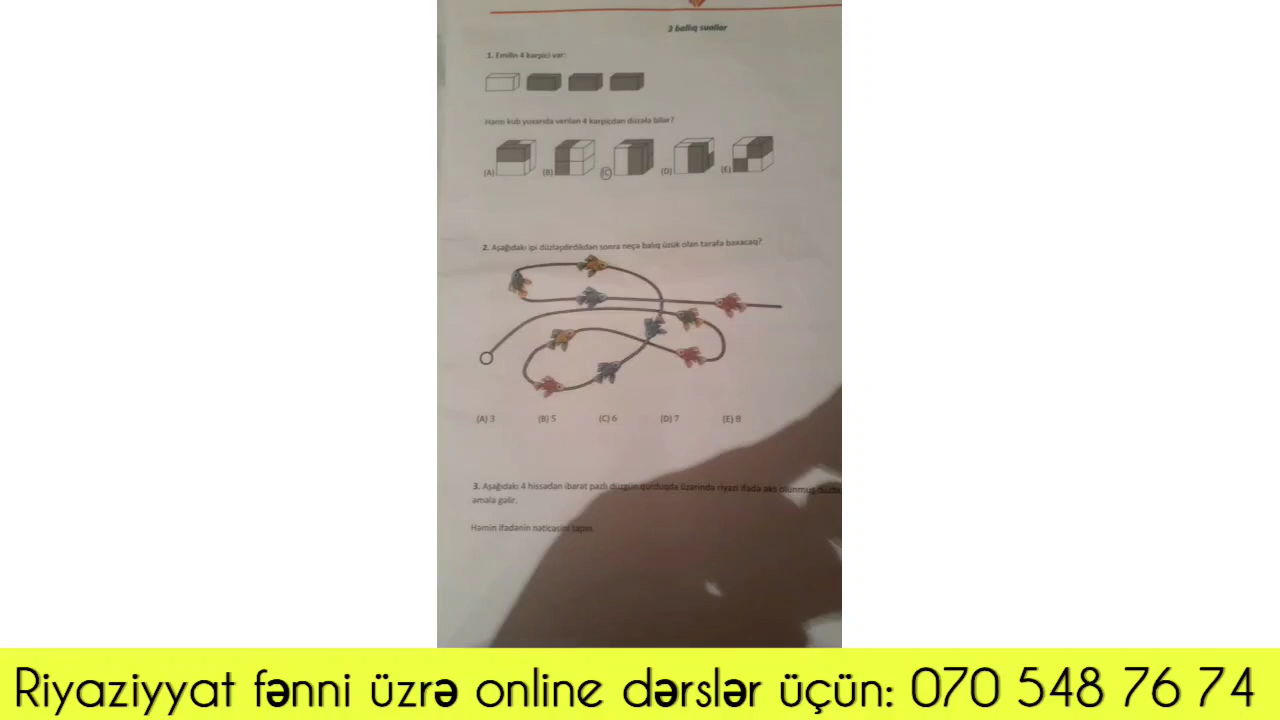 3 ballıq suallar
1. Emilin 4 kərpici var:
Hansı kub yuxarıda verilən 4 kərpicdən düzələ bilər?
(A) (B) (C) (D) (E)
2. Aşağıdakı ipi düzləşdirdikdən sonra neçə balıq üzük olan tərəfə baxacaq?
(A) 3 (B) 5 (C) 6 (D) 7 (E) 8
3. Aşağıdakı 4 hissədən ibarət pazlı düzgün qurduqda üzərində riyazi ifadə əks olunmuş
əmələ gəlir.
Həmin ifadənin nəticəsini tapın.
Riyaziyyat fənni üzrə online dərslər üçün: 070 548 76 74